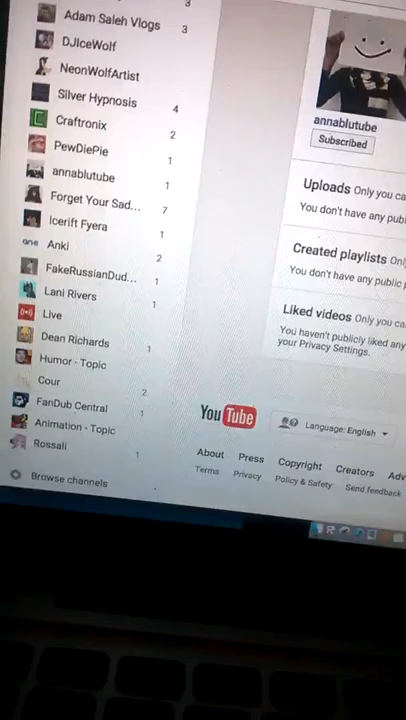 3
Adam Saleh Vlogs 3
DJIceWolf
NeonWolfArtist
Silver Hypnosis 4
Craftronix 2
PewDiePie 1
annablutube 1
Forget Your Sad... 7
Icerift Fyera 1
Anki 2
FakeRussianDud... 1
Lani Rivers 1
Live
Dean Richards 1
Humor - Topic
Cour 2
FanDub Central 1
Animation - Topic
Rossali 1
Browse channels
annablutube
Subscribed
Uploads Only you ca
You don't have any publ
Created playlists Onl
You don't have any public p
Liked videos Only you ca
You haven't publicly liked any
your Privacy Settings.
YouTube
Language: English
About Press Copyright Creators Adv
Terms Privacy Policy & Safety Send feedback